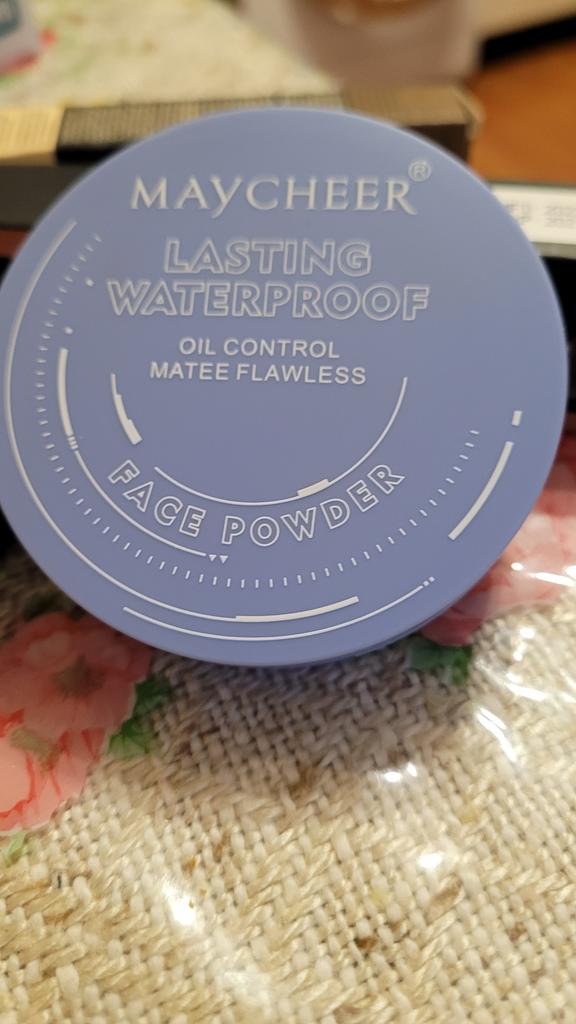 MAYCHEER®
LASTING
WATERPROOF
OIL CONTROL
MATEE FLAWLESS
FACE POWDER